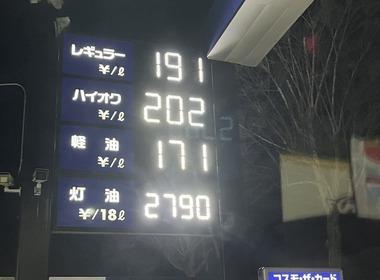 レギュラー
¥/ℓ 191
ハイオク
¥/ℓ 202
軽油
¥/ℓ 171
灯油
¥/18ℓ 2790
コスモ・ザ・カード